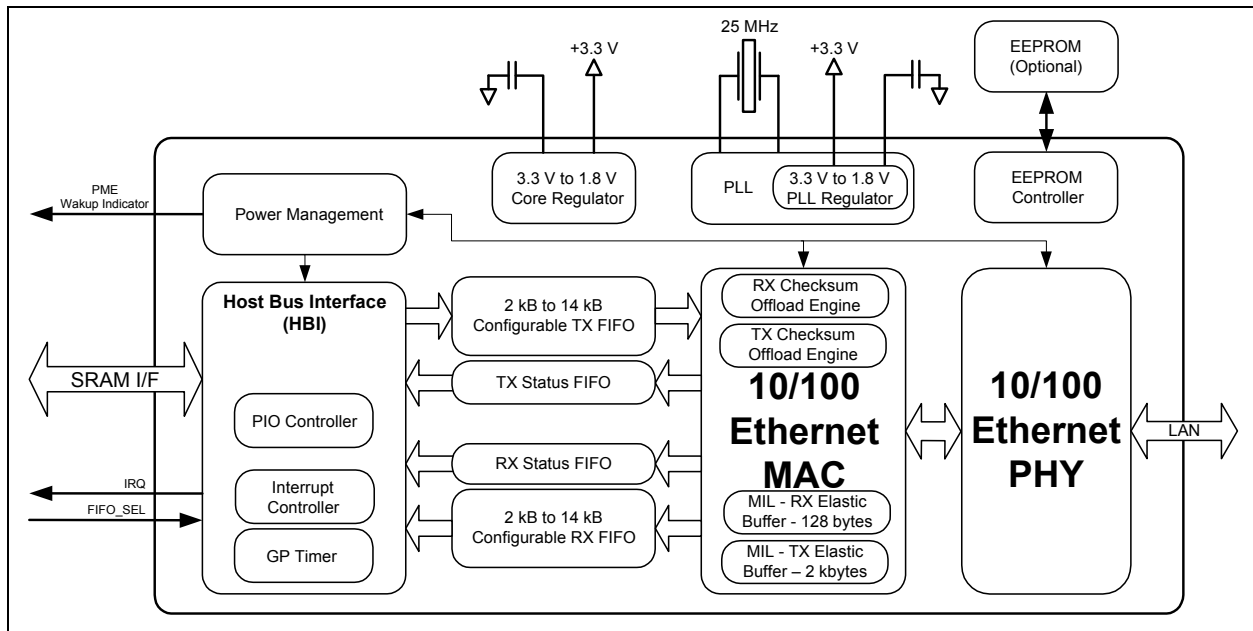 25 MHz
+3.3 V
+3.3 V
EEPROM
(Optional)
3.3 V to 1.8 V
Core Regulator
PLL
3.3 V to 1.8 V
PLL Regulator
EEPROM
Controller
PME
Wakup Indicator
Power Management
Host Bus Interface
(HBI)
2 kB to 14 kB
Configurable TX FIFO
RX Checksum
Offload Engine
TX Checksum
Offload Engine
SRAM I/F
TX Status FIFO
10/100
Ethernet
MAC
10/100
Ethernet
PHY
LAN
PIO Controller
RX Status FIFO
IRQ
FIFO_SEL
Interrupt
Controller
GP Timer
2 kB to 14 kB
Configurable RX FIFO
MIL - RX Elastic
Buffer - 128 bytes
MIL - TX Elastic
Buffer – 2 kbytes